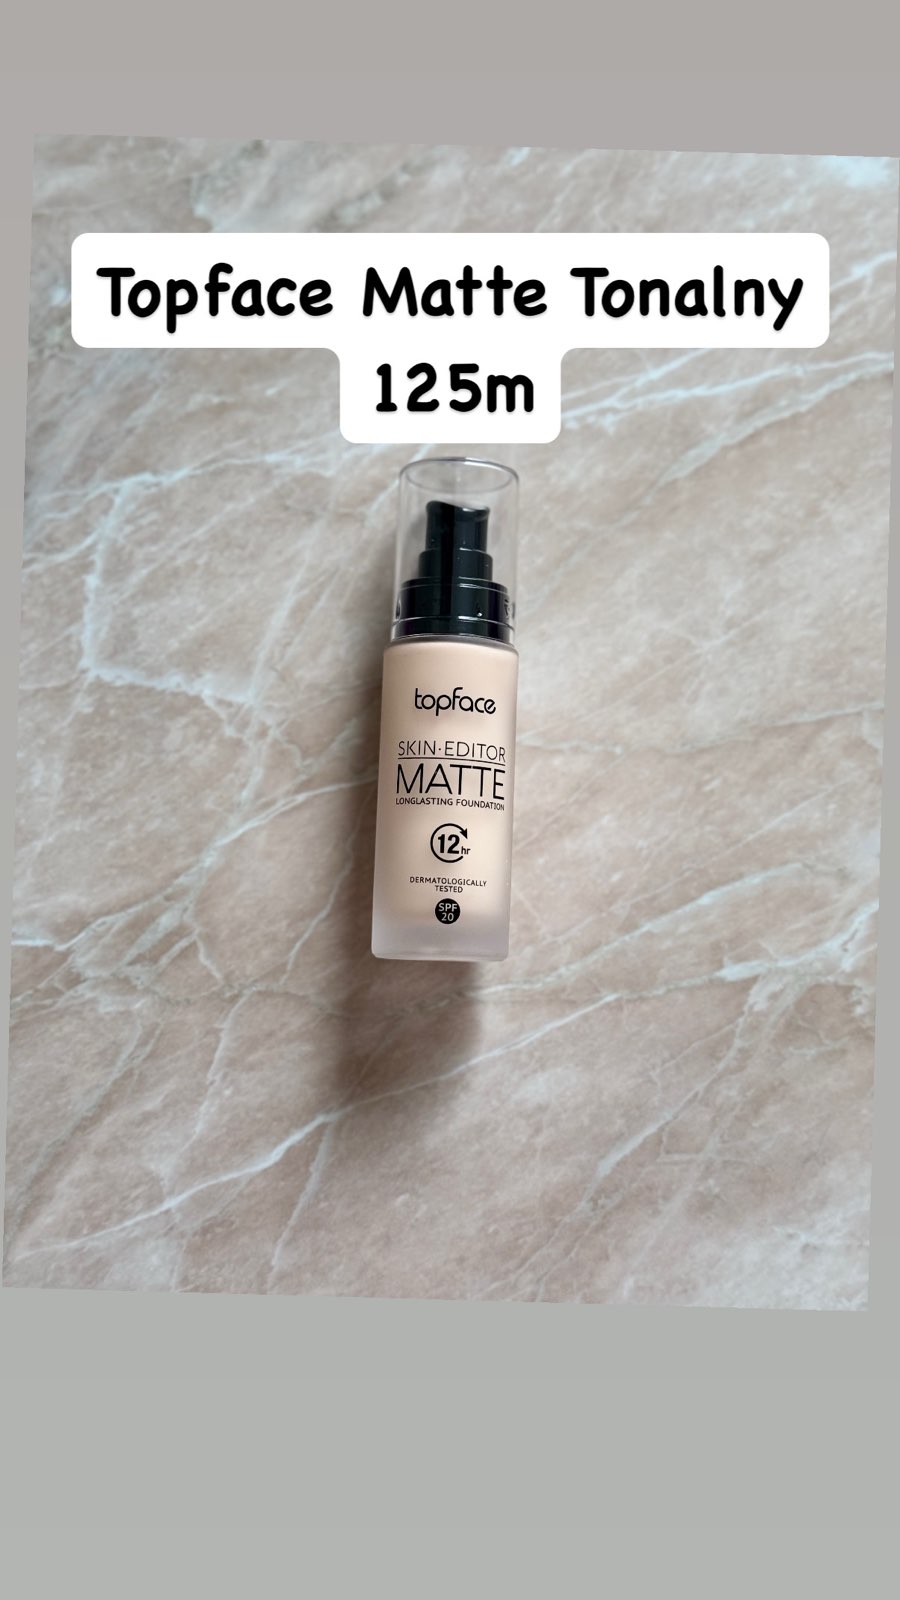 Topface Matte Tonalny
125m
topface
SKIN·EDITOR
MATTE
LONGLASTING FOUNDATION
12hr
DERMATOLOGICALLY
TESTED
SPF
20